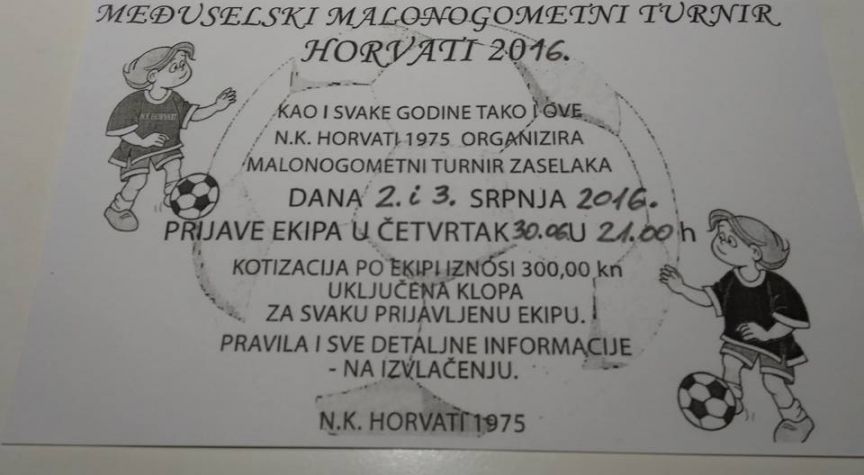 MEĐUSELSKI MALONOGOMETNI TURNIR
HORVATI 2016.
KAO I SVAKE GODINE TAKO I OVE
N.K. HORVATI 1975 ORGANIZIRA
MALONOGOMETNI TURNIR ZASELAKA
DANA 2. i 3. SRPNJA 2016.
PRIJAVE EKIPA U ČETVRTAK 30.06. U 21.00 h
KOTIZACIJA PO EKIPI IZNOSI 300,00 kn
UKLJUČENA KLOPA
ZA SVAKU PRIJAVLJENU EKIPU.
PRAVILA I SVE DETALJNE INFORMACIJE
- NA IZVLAČENJU.
N.K. HORVATI 1975
N.K. HORVATI